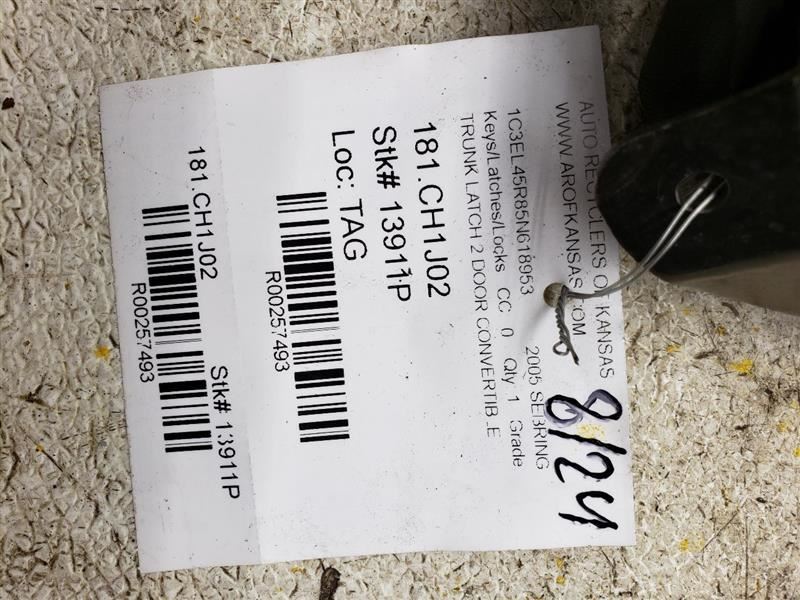 AUTO RECYCLERS OF KANSAS
WWW.AROFKANSAS.COM
8/24
1C3EL45R85N618953 2005 SEBRING
Keys/Latches/Locks CC 0 Qty 1 Grade
TRUNK LATCH 2 DOOR CONVERTIBLE
181.CH1J02
Stk# 13911P
Loc: TAG
R00257493
181.CH1J02 Stk# 13911P
R00257493